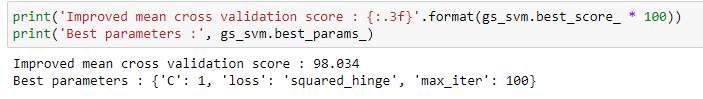 print('Improved mean cross validation score : {:.3f}'.format(gs_svm.best_score_ * 100))
print('Best parameters :', gs_svm.best_params_)
Improved mean cross validation score : 98.034
Best parameters : {'C': 1, 'loss': 'squared_hinge', 'max_iter': 100}